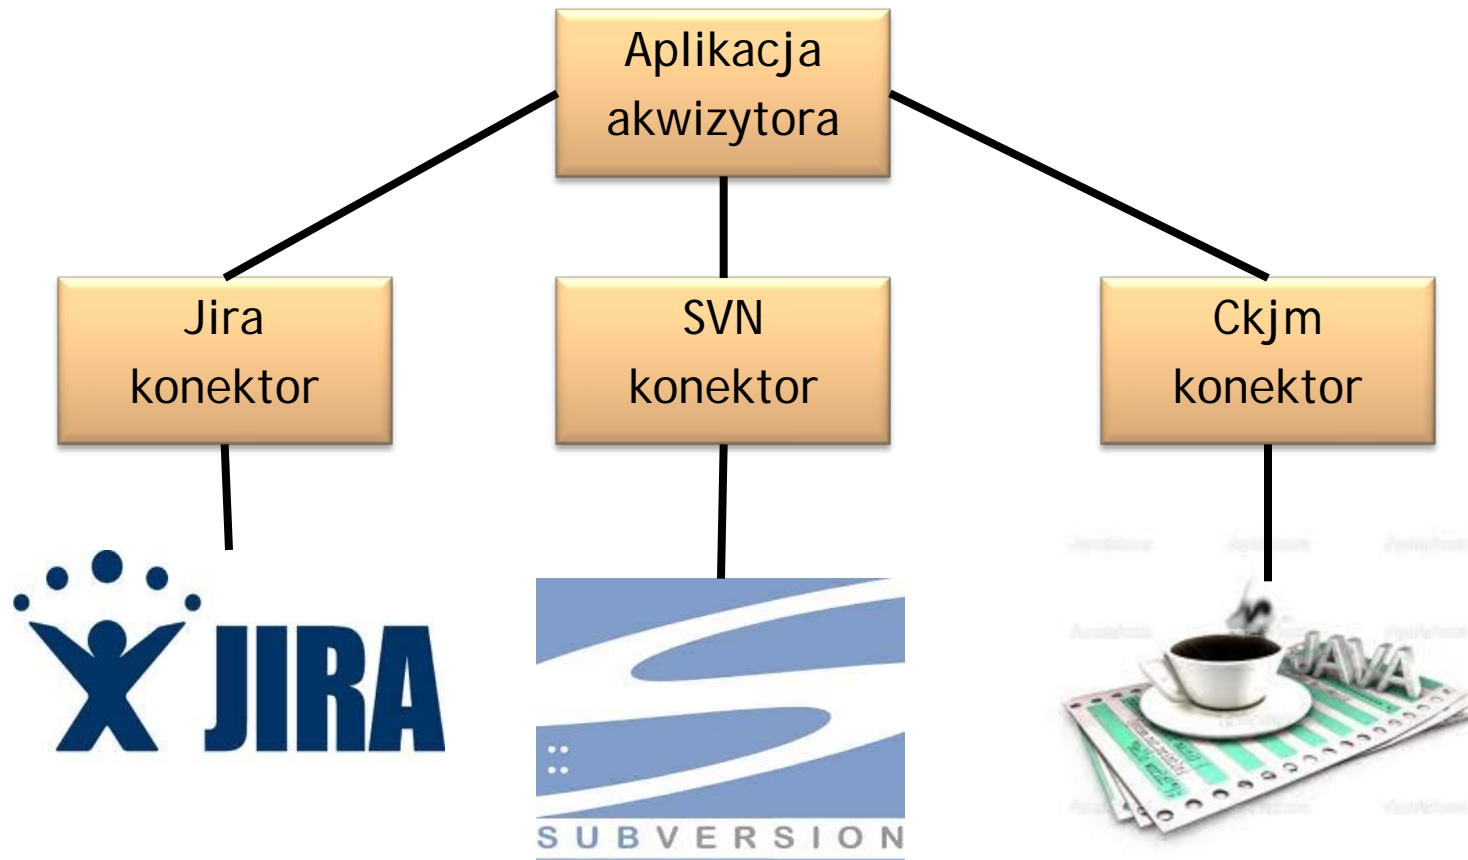 Aplikacja
akwizytora
Jira
konektor
SVN
konektor
Ckjm
konektor
JIRA
SUBVERSION
JAVA